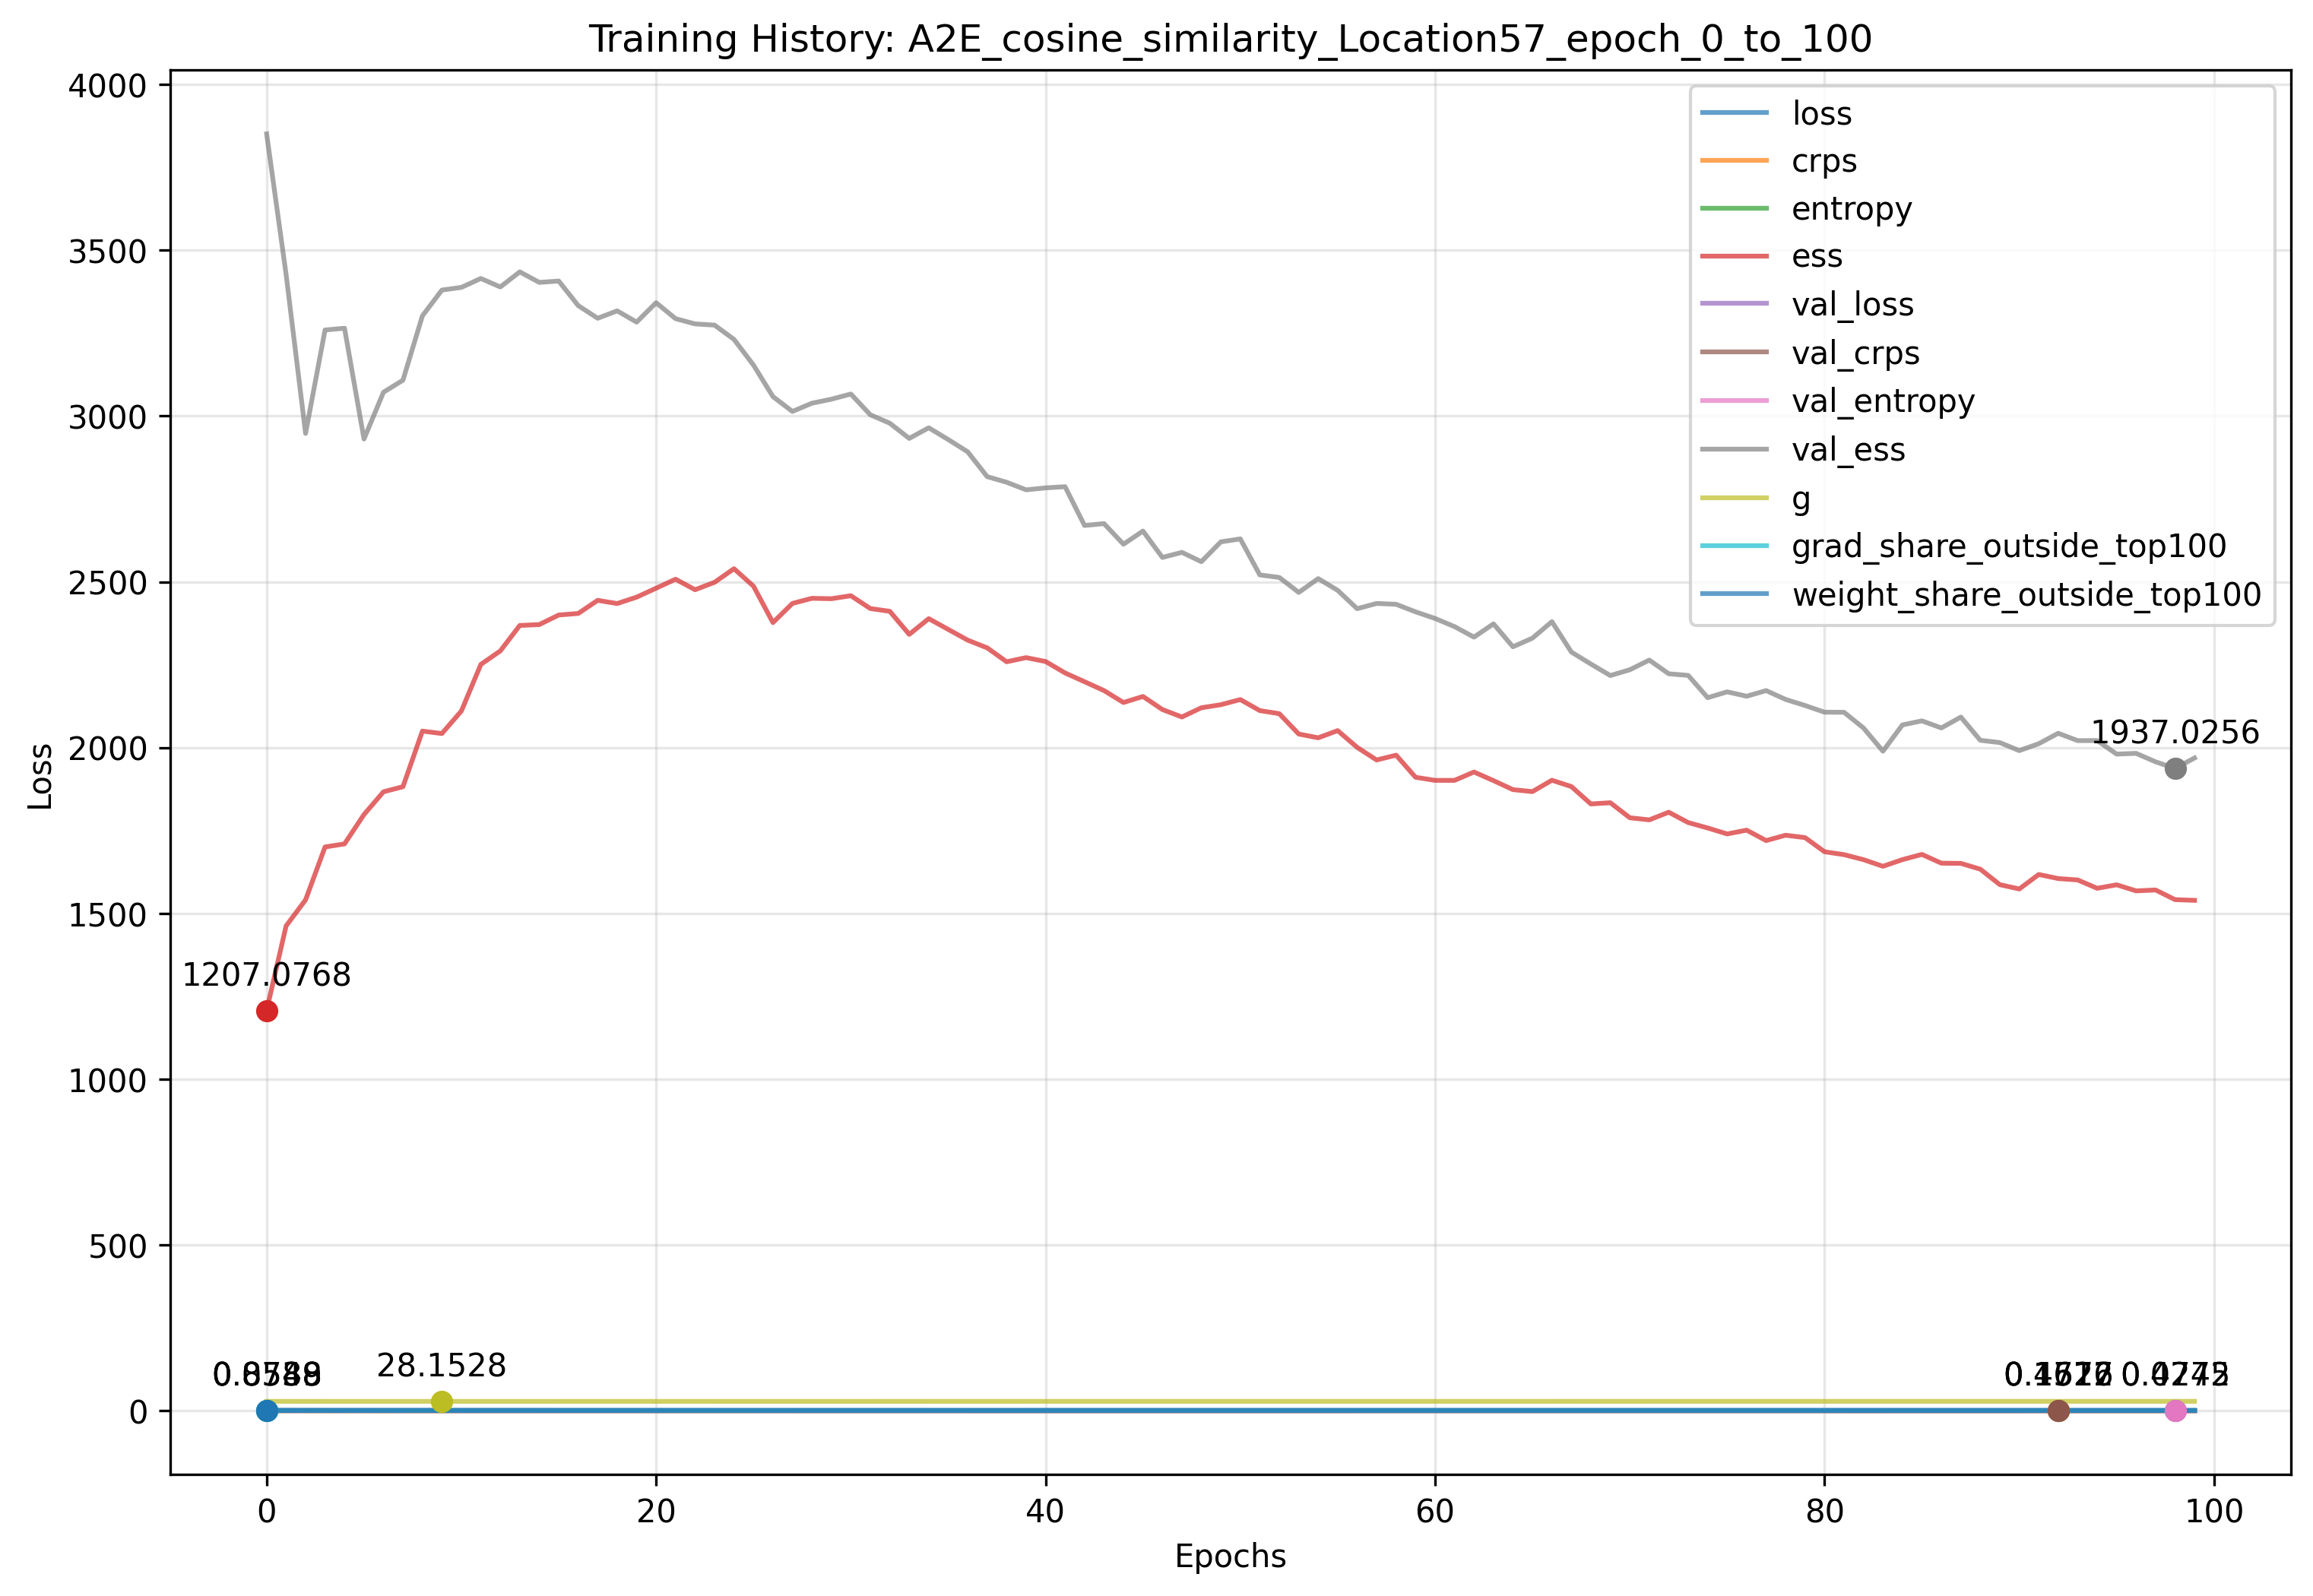 Training History: A2E_cosine_similarity_Location57_epoch_0_to_100
4000
3500
3000
2500
2000
1500
1000
500
0
Loss
loss
crps
entropy
ess
val_loss
val_crps
val_entropy
val_ess
g
grad_share_outside_top100
weight_share_outside_top100
1937.0256
1207.0768
28.1528
0
20
40
60
80
100
Epochs